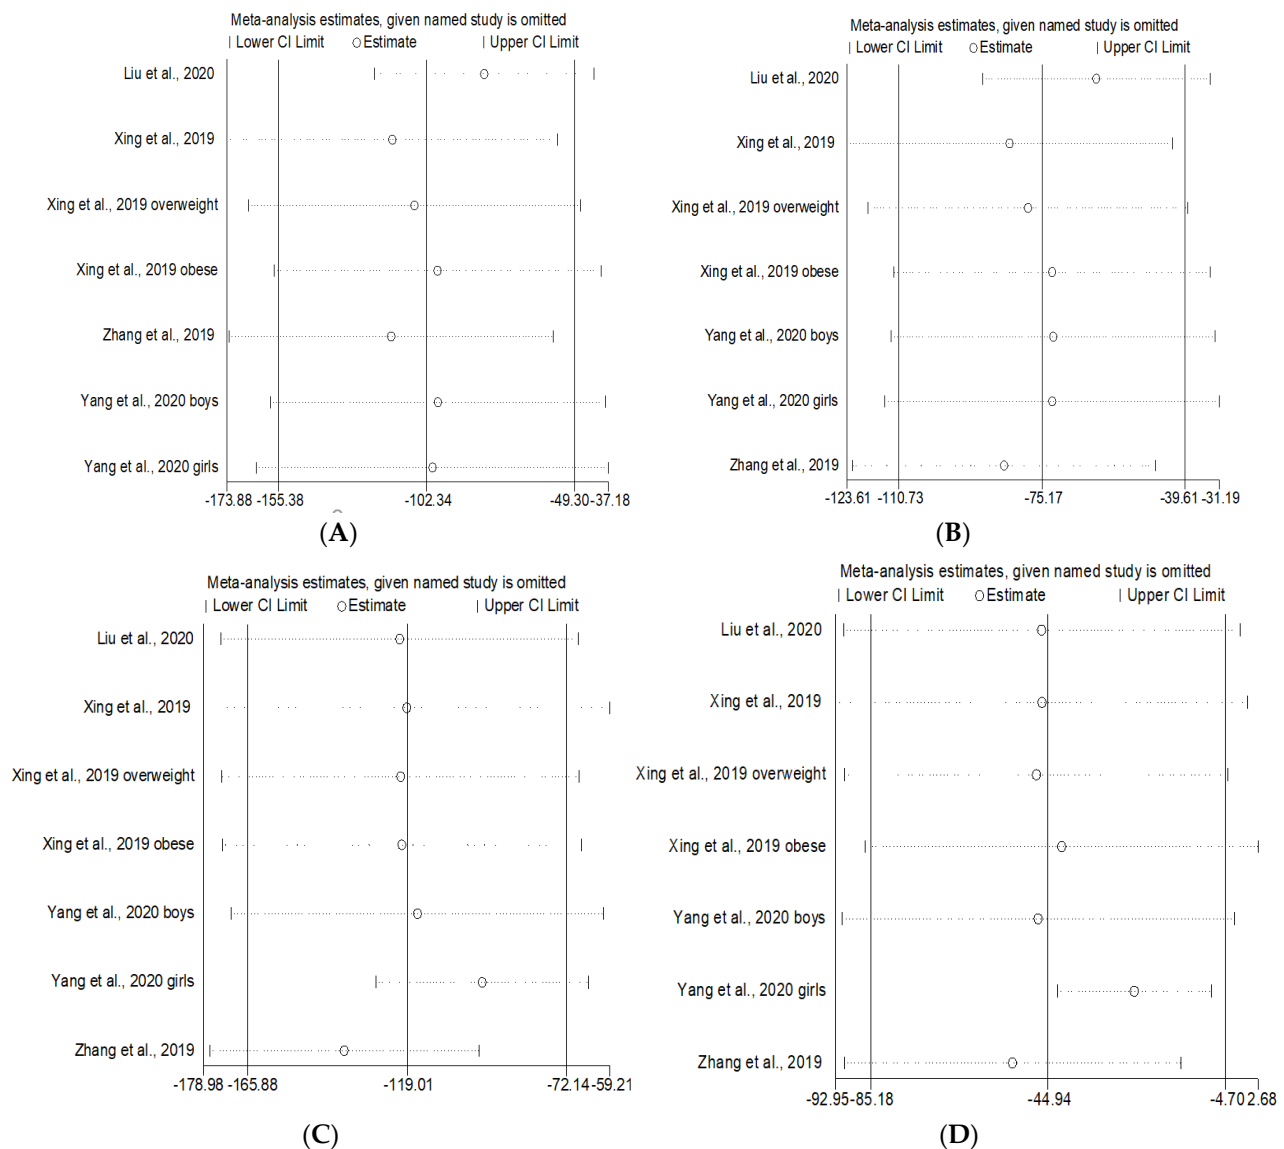 Meta-analysis estimates, given named study is omitted
| Lower CI Limit ○ Estimate | Upper CI Limit
Liu et al., 2020
Xing et al., 2019
Xing et al., 2019 overweight
Xing et al., 2019 obese
Zhang et al., 2019
Yang et al., 2020 boys
Yang et al., 2020 girls
-173.88 -155.38 -102.34 -49.30 -37.18
(A)
Meta-analysis estimates, given named study is omitted
| Lower CI Limit ○ Estimate | Upper CI Limit
Liu et al., 2020
Xing et al., 2019
Xing et al., 2019 overweight
Xing et al., 2019 obese
Yang et al., 2020 boys
Yang et al., 2020 girls
Zhang et al., 2019
-123.61 -110.73 -75.17 -39.61 -31.19
(B)
Meta-analysis estimates, given named study is omitted
| Lower CI Limit ○ Estimate | Upper CI Limit
Liu et al., 2020
Xing et al., 2019
Xing et al., 2019 overweight
Xing et al., 2019 obese
Yang et al., 2020 boys
Yang et al., 2020 girls
Zhang et al., 2019
-178.98 -165.88 -119.01 -72.14 -59.21
(C)
Meta-analysis estimates, given named study is omitted
| Lower CI Limit ○ Estimate | Upper CI Limit
Liu et al., 2020
Xing et al., 2019
Xing et al., 2019 overweight
Xing et al., 2019 obese
Yang et al., 2020 boys
Yang et al., 2020 girls
Zhang et al., 2019
-92.95 -85.18 -44.94 -4.70 2.68
(D)